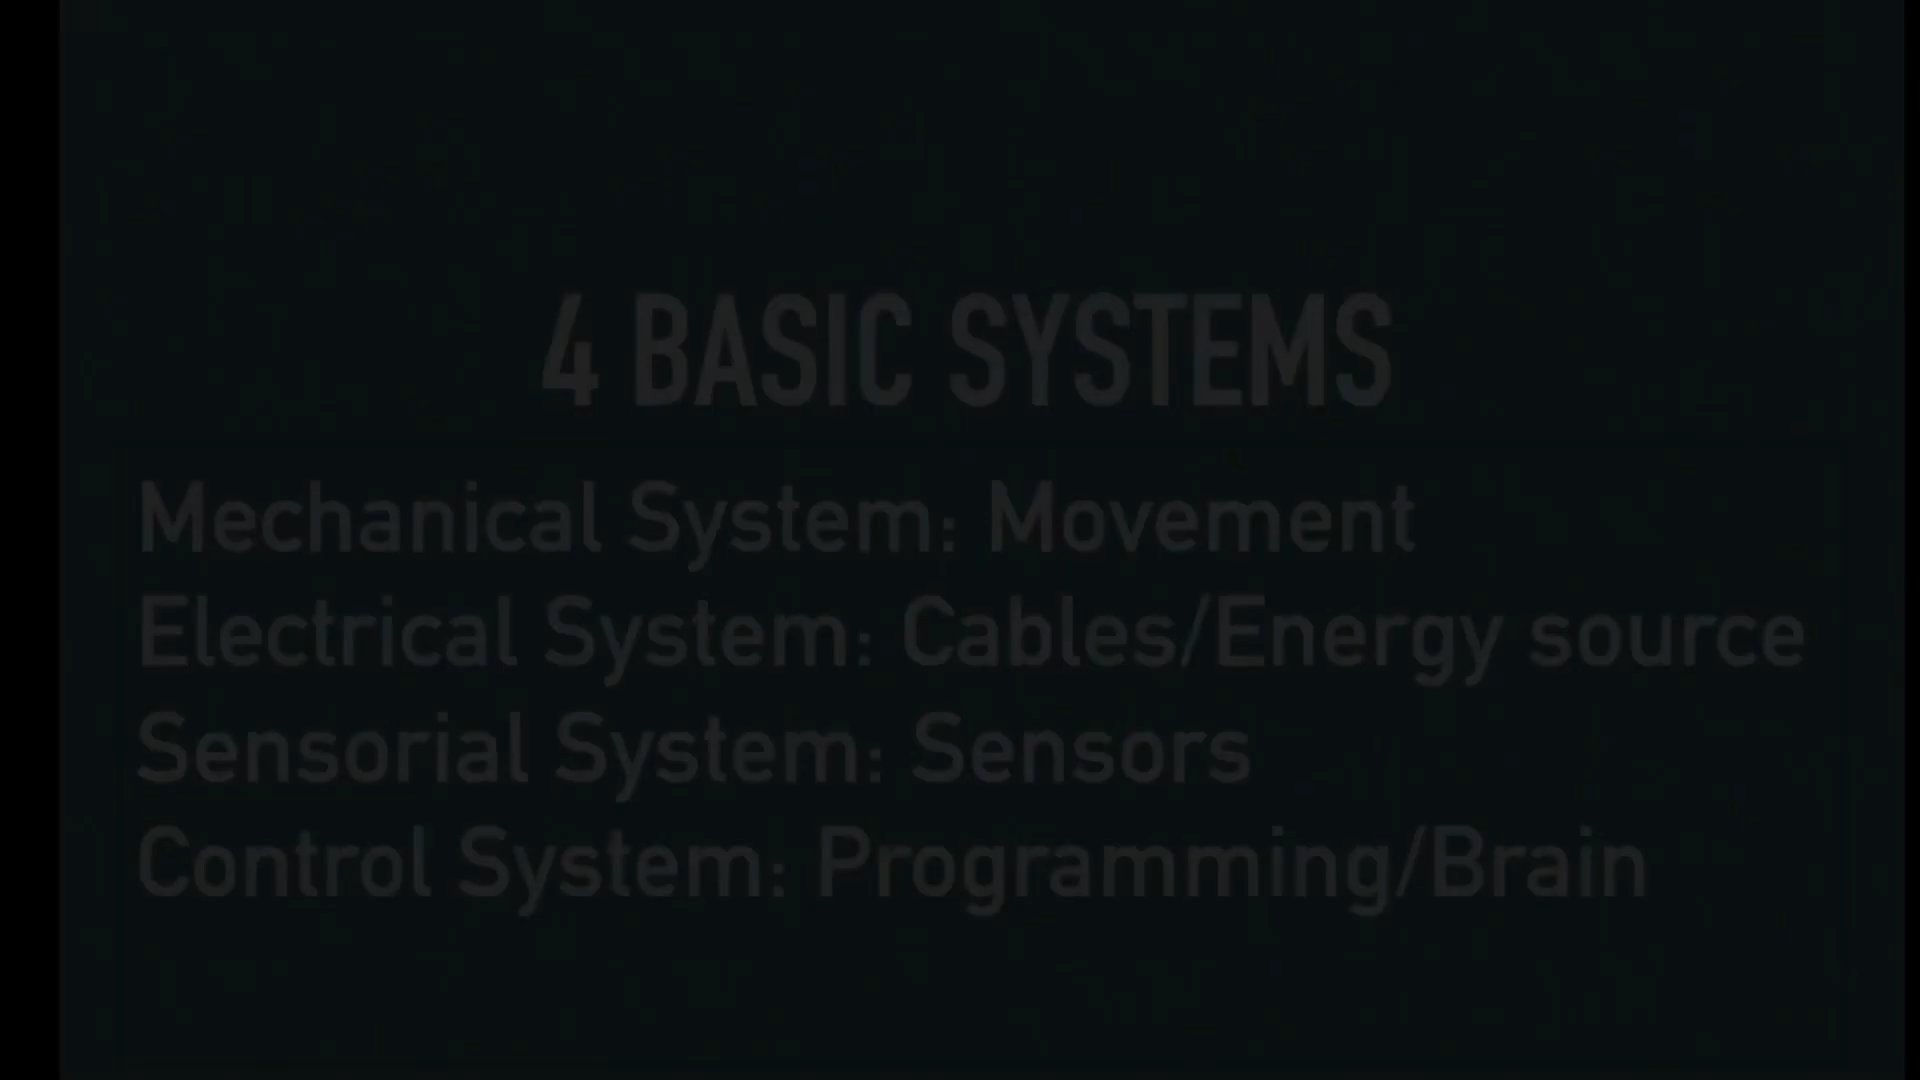 4 BASIC SYSTEMS
Mechanical System: Movement
Electrical System: Cables/Energy source
Sensorial System: Sensors
Control System: Programming/Brain